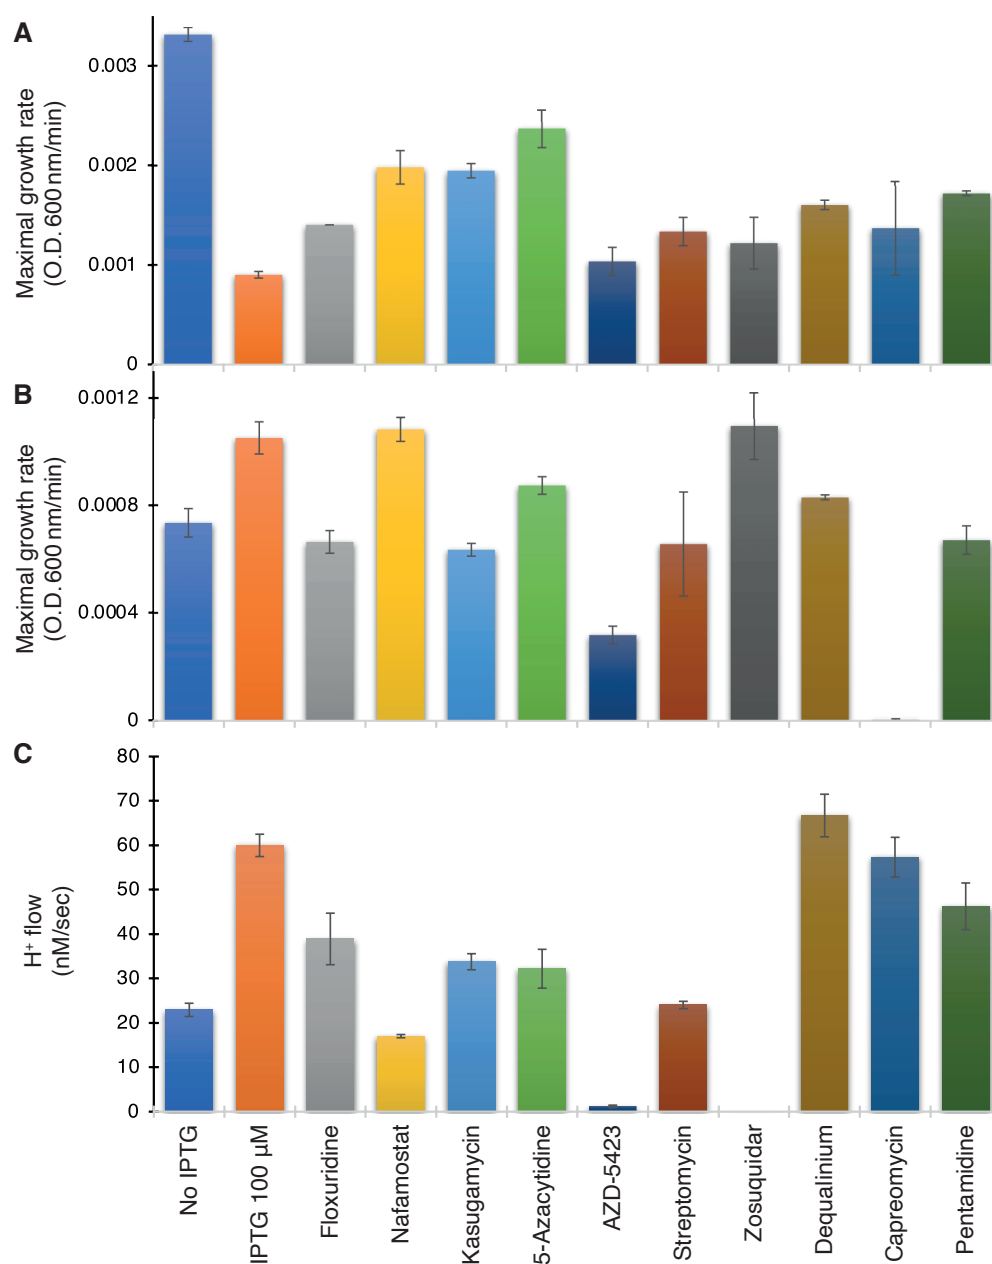 A
Maximal growth rate
(O.D. 600 nm/min)
0.003
0.002
0.001
0
B
Maximal growth rate
(O.D. 600 nm/min)
0.0012
0.0008
0.0004
0
C
H⁺ flow
(nM/sec)
80
70
60
50
40
30
20
10
0
No IPTG
IPTG 100 µM
Floxuridine
Nafamostat
Kasugamycin
5-Azacytidine
AZD-5423
Streptomycin
Zosuquidar
Dequalinium
Capreomycin
Pentamidine